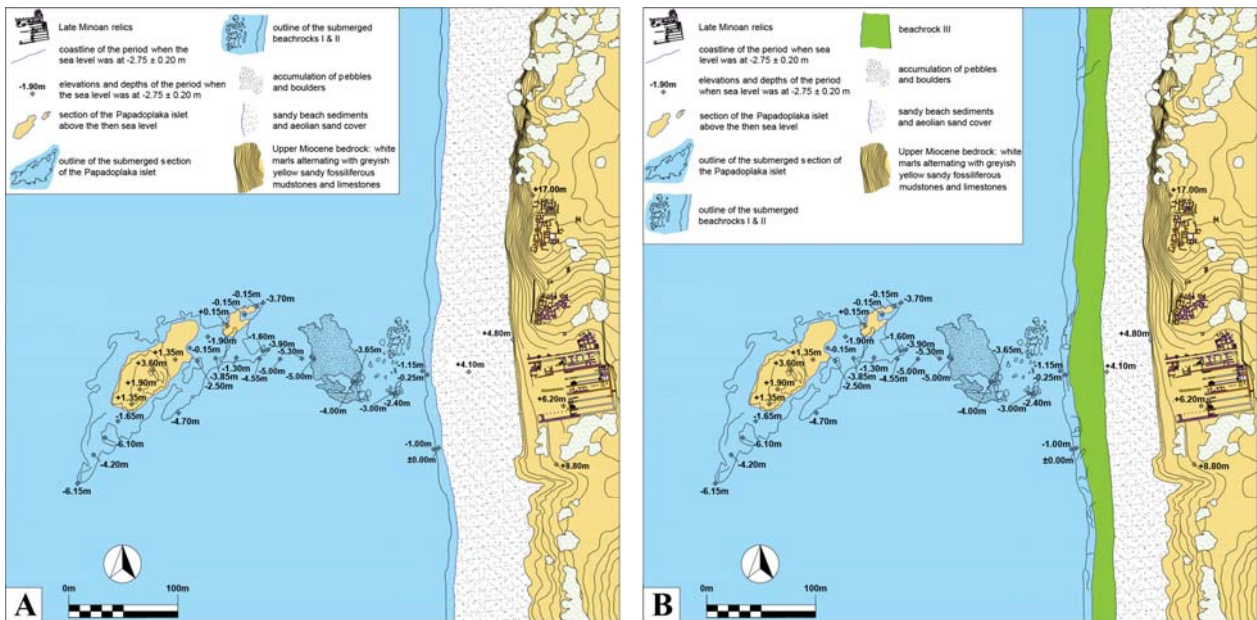 Late Minoan relics
coastline of the period when the
sea level was at -2.75 ± 0.20 m
-1.90m
elevations and depths of the period when
the sea level was at -2.75 ± 0.20 m
section of the Papadoplaka islet
above the then sea level
outline of the submerged section
of the Papadoplaka islet
outline of the submerged
beachrocks I & II
accumulation of pebbles
and boulders
sandy beach sediments
and aeolian sand cover
Upper Miocene bedrock: white
marls alternating with greyish
yellow sandy fossiliferous
mudstones and limestones
+17.00m
-0.15m
-0.15m
-3.70m
+0.15m
-1.90m
-1.60m
-3.90m
-5.30m
-3.65m
+4.80m
+1.35m
-0.15m
+3.60m
-1.30m
-5.00m
-5.00m
-1.15m
+4.10m
-3.85m
-4.55m
-0.25m
+1.90m
-2.50m
-2.40m
+1.35m
-4.00m
-3.00m
+6.20m
-1.65m
-4.70m
-6.10m
-1.00m
±0.00m
-4.20m
+8.80m
-6.15m
0m
100m
A
Late Minoan relics
coastline of the period when sea
level was at -2.75 ± 0.20 m
-1.90m
elevations and depths of the period
when sea level was at -2.75 ± 0.20 m
section of the Papadoplaka islet
above the then sea level
outline of the submerged section of
the Papadoplaka islet
outline of the submerged
beachrocks I & II
beachrock III
accumulation of pebbles
and boulders
sandy beach sediments
and aeolian sand cover
Upper Miocene bedrock: white
marls alternating with greyish
yellow sandy fossiliferous
mudstones and limestones
+17.00m
-0.15m
-0.15m
-3.70m
+0.15m
-1.90m
-1.60m
-3.90m
-5.30m
-3.65m
+4.80m
+1.35m
-0.15m
+3.60m
-1.30m
-5.00m
-5.00m
-1.15m
+4.10m
-3.85m
-4.55m
-0.25m
+1.90m
-2.50m
-2.40m
+1.35m
-4.00m
-3.00m
+6.20m
-1.65m
-4.70m
-6.10m
-1.00m
±0.00m
-4.20m
+8.80m
-6.15m
0m
100m
B